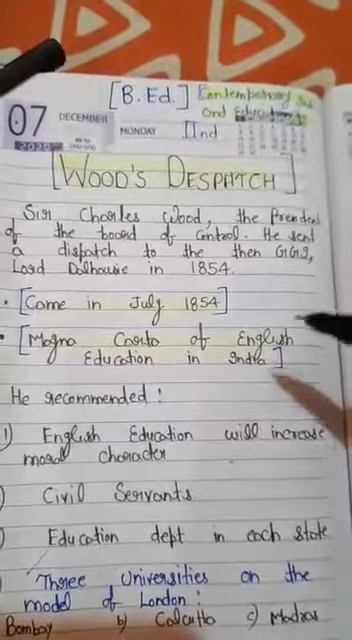 [B.Ed.] Contemporary
and Education
07 DECEMBER
2020 MONDAY IInd
[WOOD'S DESPATCH]
Sir Charles Wood, the President
of the board of Control. He sent
a dispatch to the then
Lord Dalhousie in 1854.
[Came in July 1854]
[Magna Carta of English
Education in India]
He recommended:
1) English Education will increase
moral character
) Civil Servants
) Education dept in each state
Three Universities on the
model of London:
Bombay b) Calcutta c) Madras